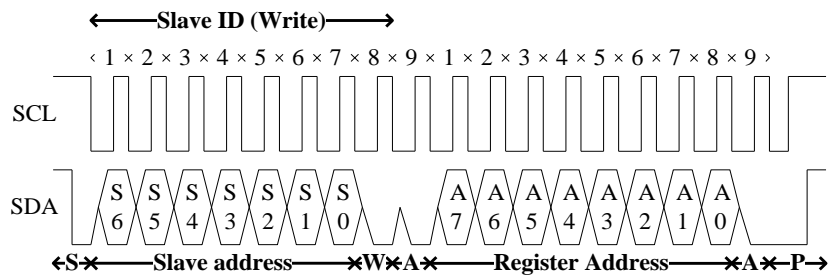 Slave ID (Write)
1 × 2 × 3 × 4 × 5 × 6 × 7 × 8 × 9 × 1 × 2 × 3 × 4 × 5 × 6 × 7 × 8 × 9
SCL
SDA
S6 S5 S4 S3 S2 S1 S0 A7 A6 A5 A4 A3 A2 A1 A0
S Slave address W A Register Address A P